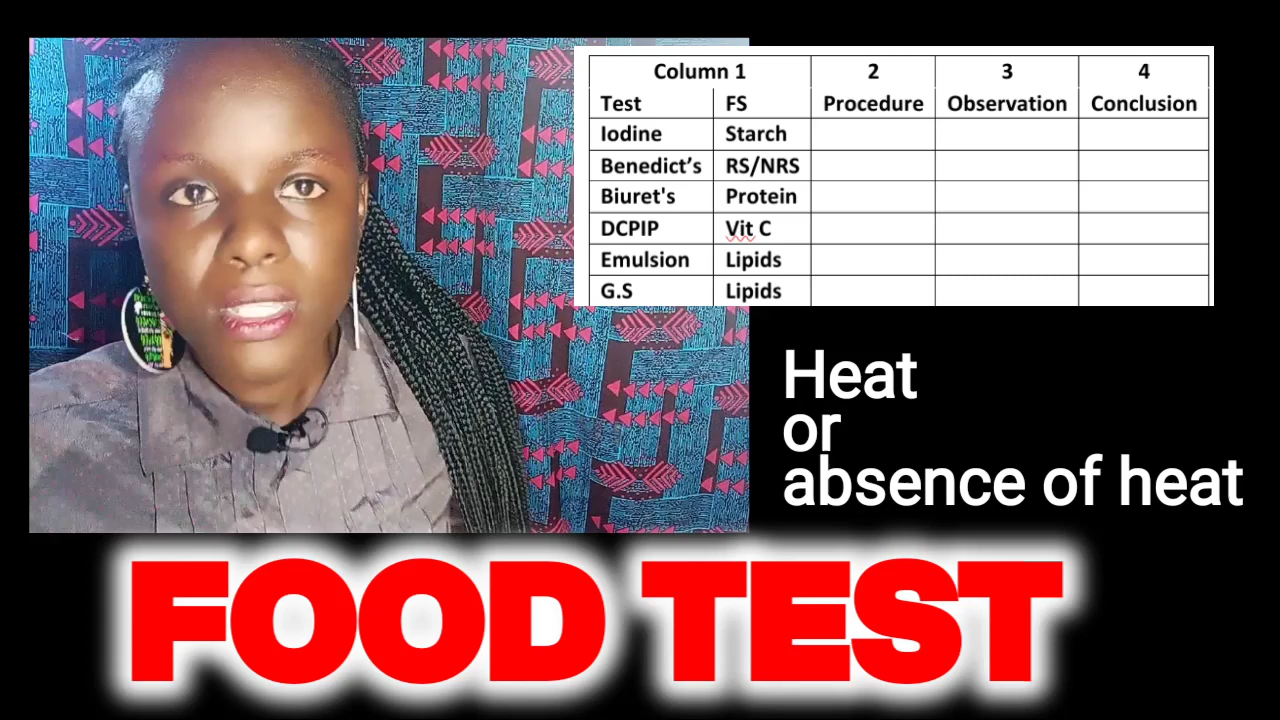 Column 1 2 3 4
Test FS Procedure Observation Conclusion
Iodine Starch
Benedict’s RS/NRS
Biuret's Protein
DCPIP Vit C
Emulsion Lipids
G.S Lipids
Heat
or
absence of heat
FOOD TEST